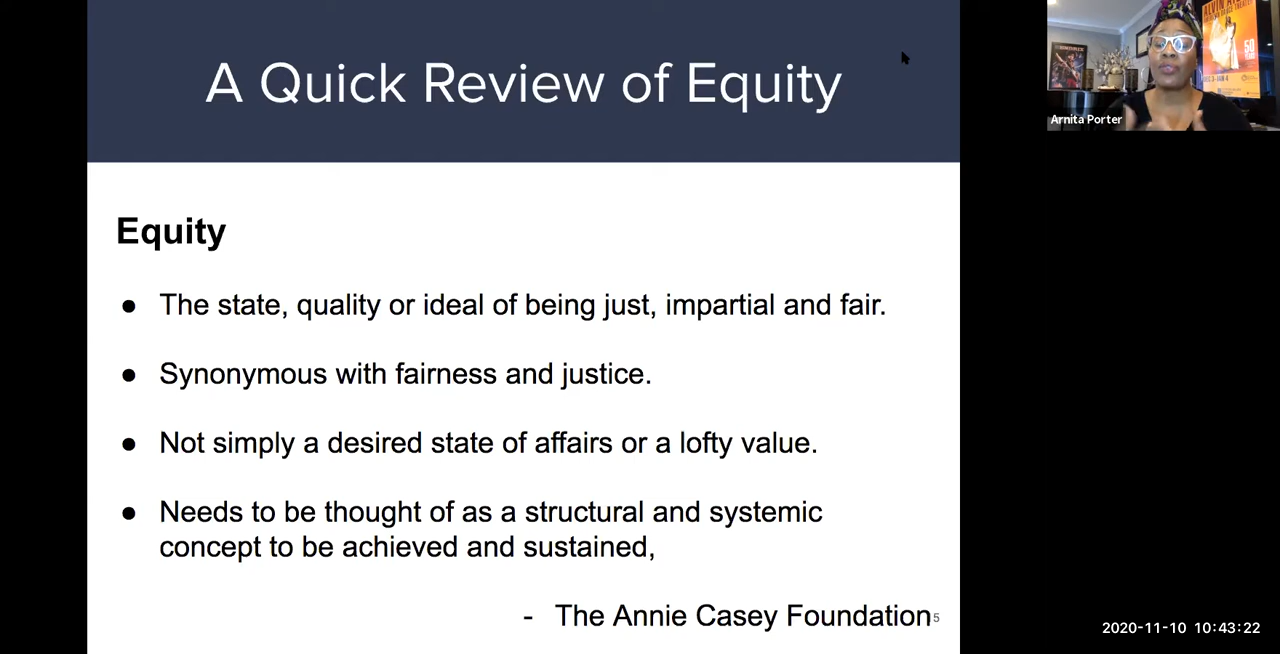 A Quick Review of Equity
Equity
● The state, quality or ideal of being just, impartial and fair.
● Synonymous with fairness and justice.
● Not simply a desired state of affairs or a lofty value.
● Needs to be thought of as a structural and systemic
concept to be achieved and sustained,
- The Annie Casey Foundation
5
ALVIN
50
Arnita Porter
2020-11-10 10:43:22